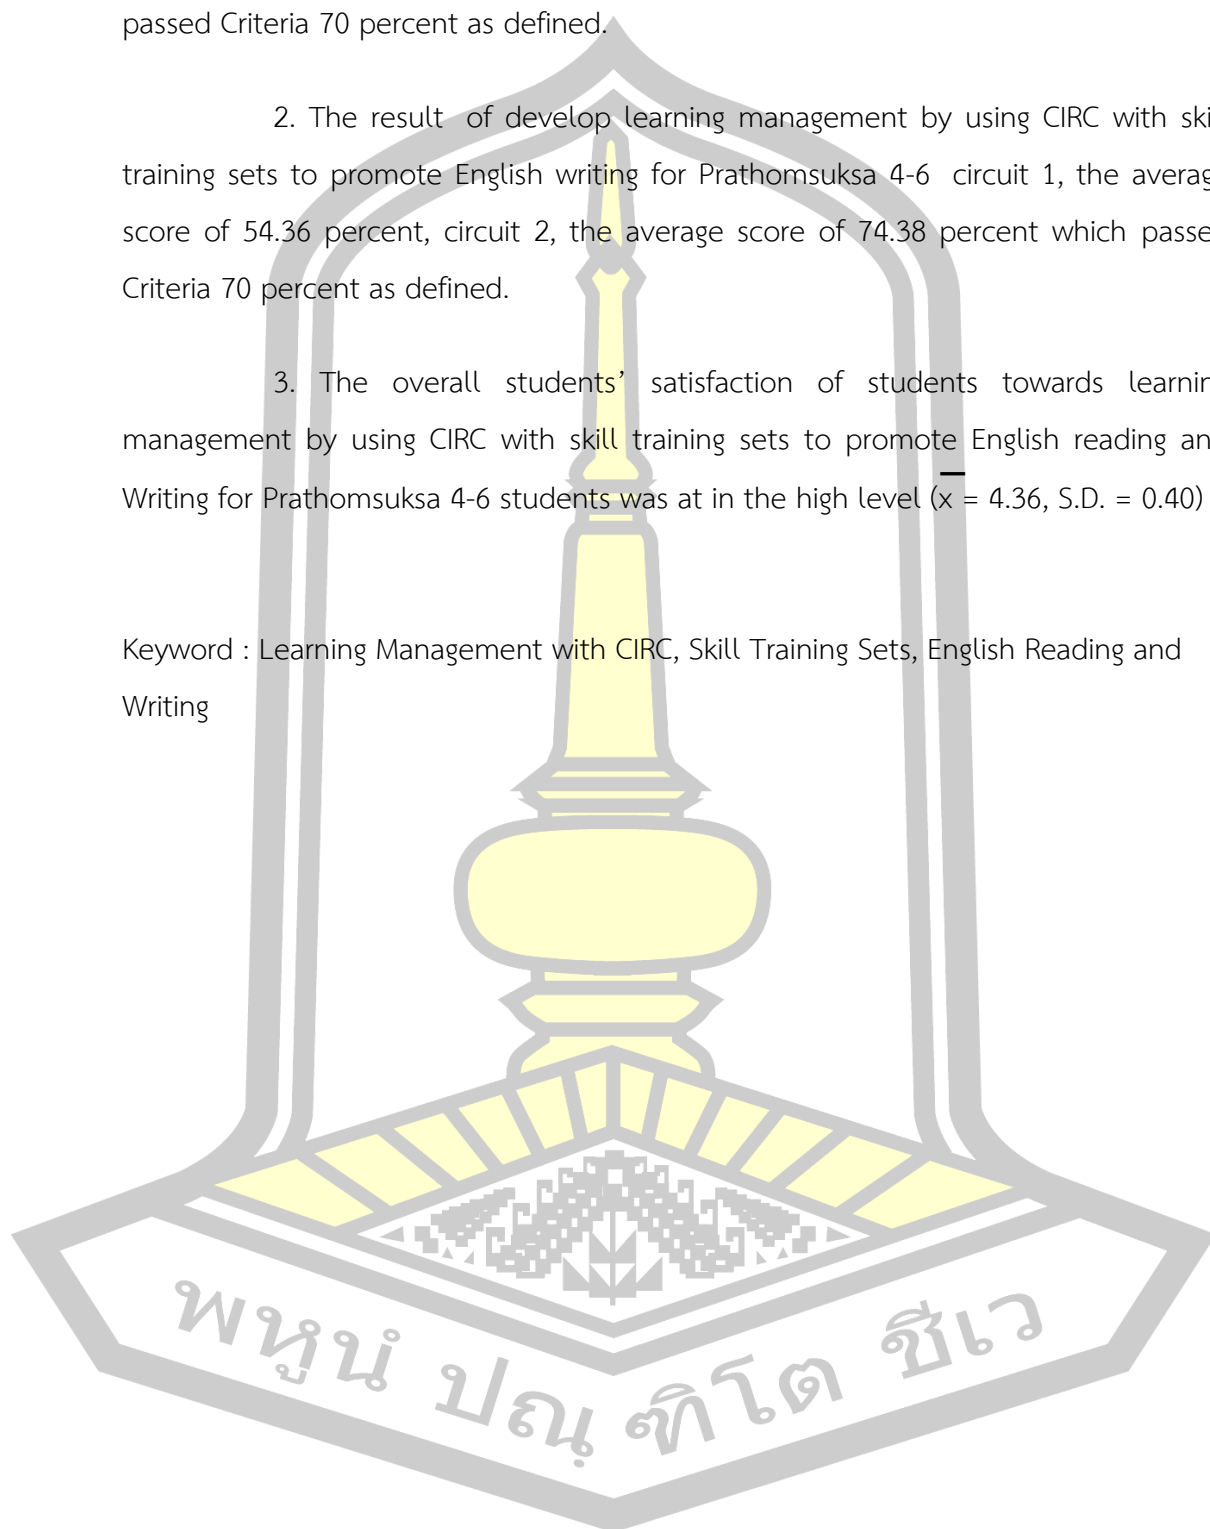 passed Criteria 70 percent as defined.
2. The result of develop learning management by using CIRC with ski
training sets to promote English writing for Prathomsuksa 4-6 circuit 1, the averag
score of 54.36 percent, circuit 2, the average score of 74.38 percent which passe
Criteria 70 percent as defined.
3. The overall students’ satisfaction of students towards learnin
management by using CIRC with skill training sets to promote English reading an
Writing for Prathomsuksa 4-6 students was at in the high level (x̅ = 4.36, S.D. = 0.40)
Keyword : Learning Management with CIRC, Skill Training Sets, English Reading and
Writing
พหูนํ ปณฺฑิโต ชีเว